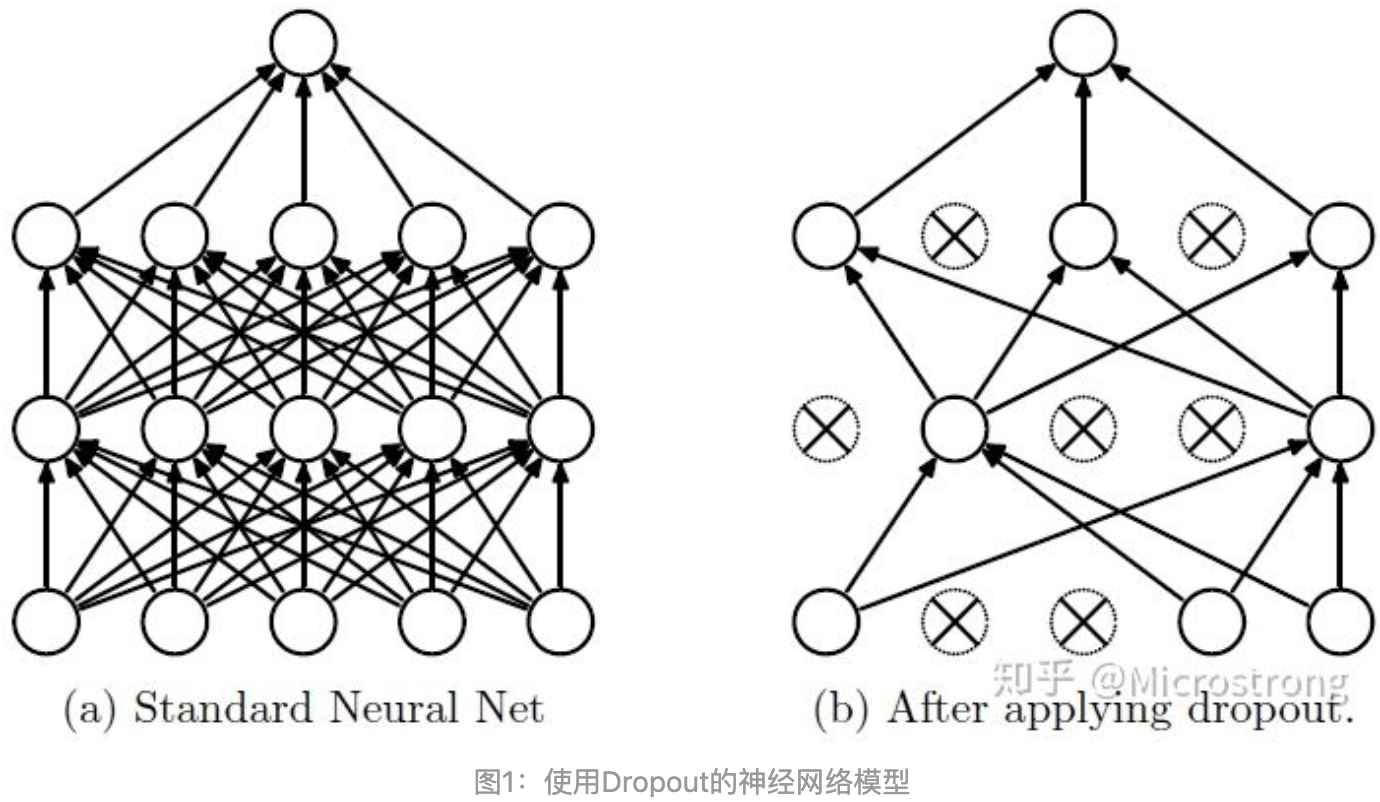 (a) Standard Neural Net
知乎 @Microstrong
(b) After applying dropout.
图1：使用Dropout的神经网络模型